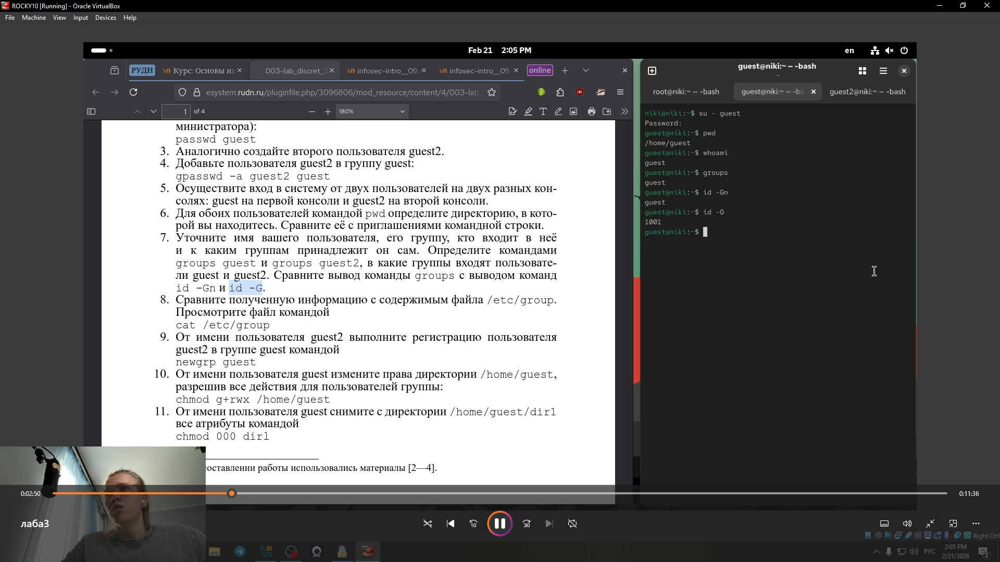 ROCKY10 [Running] - Oracle VirtualBox
File Machine View Input Devices Help
Feb 21 2:05 PM
en
РУДН
Курс: Основы ин
003-lab_discret_2
infosec-intro__09.
infosec-intro__09.
online
esystem.rudn.ru/pluginfile.php/3096806/mod_resource/content/4/003-lab_
1 of 4
180%
министратора):
passwd guest
3. Аналогично создайте второго пользователя guest2.
4. Добавьте пользователя guest2 в группу guest:
gpasswd -a guest2 guest
5. Осуществите вход в систему от двух пользователей на двух разных кон-
солях: guest на первой консоли и guest2 на второй консоли.
6. Для обоих пользователей командой pwd определите директорию, в кото-
рой вы находитесь. Сравните её с приглашениями командной строки.
7. Уточните имя вашего пользователя, его группу, кто входит в неё
и к каким группам принадлежит он сам. Определите командами
groups guest и groups guest2, в какие группы входят пользовате-
ли guest и guest2. Сравните вывод команды groups с выводом команд
id -Gn и id -G.
8. Сравните полученную информацию с содержимым файла /etc/group.
Просмотрите файл командой
cat /etc/group
9. От имени пользователя guest2 выполните регистрацию пользователя
guest2 в группе guest командой
newgrp guest
10. От имени пользователя guest измените права директории /home/guest,
разрешив все действия для пользователей группы:
chmod g+rwx /home/guest
11. От имени пользователя guest снимите с директории /home/guest/dir1
все атрибуты командой
chmod 000 dirl
составлении работы использовались материалы [2—4].
guest@niki:~ — -bash
~
root@niki:~ — -bash
guest@niki:~ — -ba
guest2@niki:~ — -bash
niki@niki:~$ su - guest
Password:
guest@niki:~$ pwd
/home/guest
guest@niki:~$ whoami
guest
guest@niki:~$ groups
guest
guest@niki:~$ id -Gn
guest
guest@niki:~$ id -G
1001
guest@niki:~$
0:02:50
0:11:36
лаба3
10
30
Right Ctrl
РУС
2:05 PM
2/21/2026
2